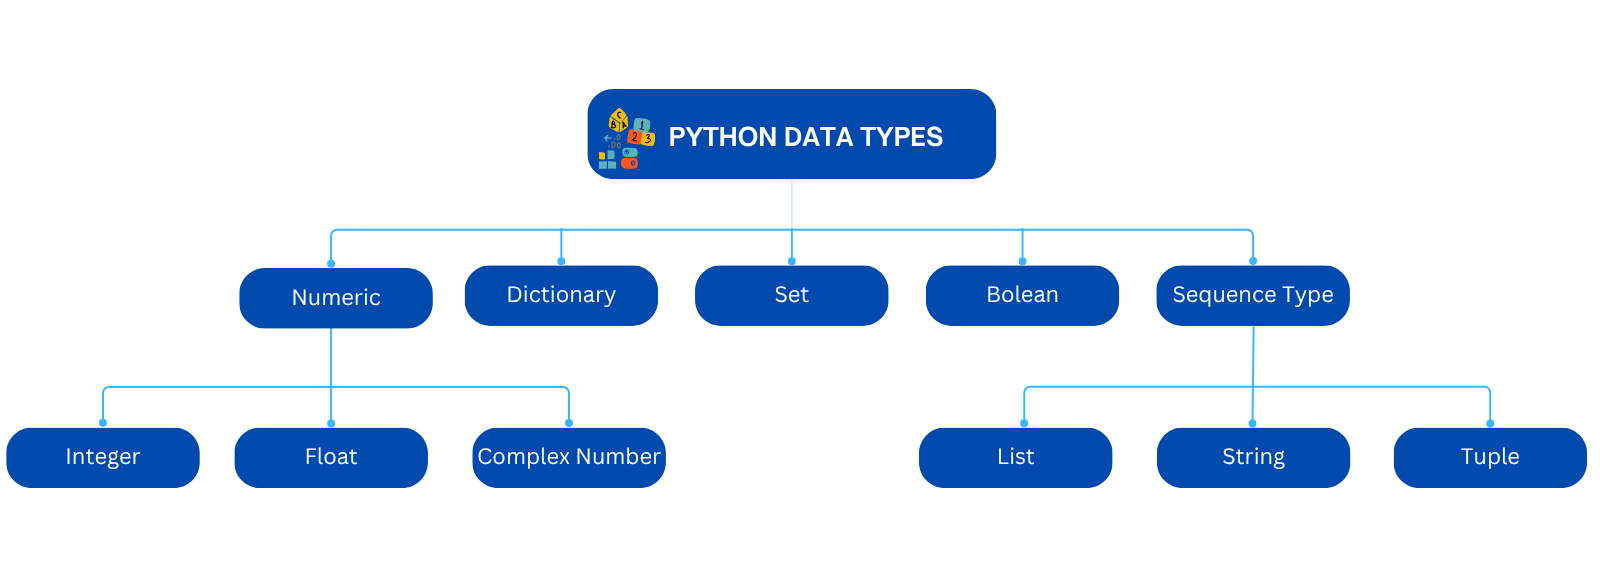 PYTHON DATA TYPES
Numeric
Dictionary
Set
Bolean
Sequence Type
Integer
Float
Complex Number
List
String
Tuple